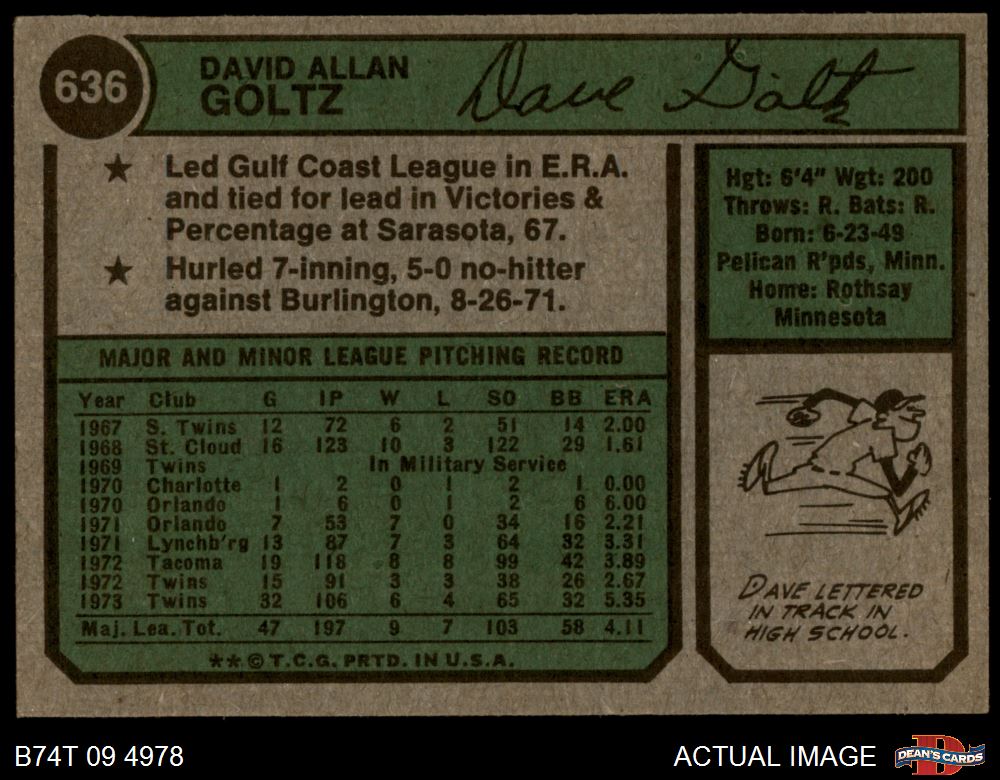 636
DAVID ALLAN
GOLTZ
Dave Goltz
★ Led Gulf Coast League in E.R.A.
and tied for lead in Victories &
Percentage at Sarasota, 67.
★ Hurled 7-inning, 5-0 no-hitter
against Burlington, 8-26-71.
Hgt: 6'4" Wgt: 200
Throws: R. Bats: R.
Born: 6-23-49
Pelican R'pds, Minn.
Home: Rothsay
Minnesota
MAJOR AND MINOR LEAGUE PITCHING RECORD
Year Club G IP W L SO BB ERA
1967 S. Twins 12 72 6 2 51 14 2.00
1968 St. Cloud 16 123 10 3 122 29 1.61
1969 Twins In Military Service
1970 Charlotte 1 2 0 1 2 1 0.00
1970 Orlando 1 6 0 1 2 6 6.00
1971 Orlando 7 53 7 0 34 16 2.21
1971 Lynchb'rg 13 87 7 3 64 32 3.31
1972 Tacoma 19 118 8 8 99 42 3.89
1972 Twins 15 91 3 3 38 26 2.67
1973 Twins 32 106 6 4 65 32 5.35
Maj. Lea. Tot. 47 197 9 7 103 58 4.11
**© T.C.G. PRTD. IN U.S.A.
DAVE LETTERED
IN TRACK IN
HIGH SCHOOL.
B74T 09 4978
ACTUAL IMAGE
DEAN'S CARDS